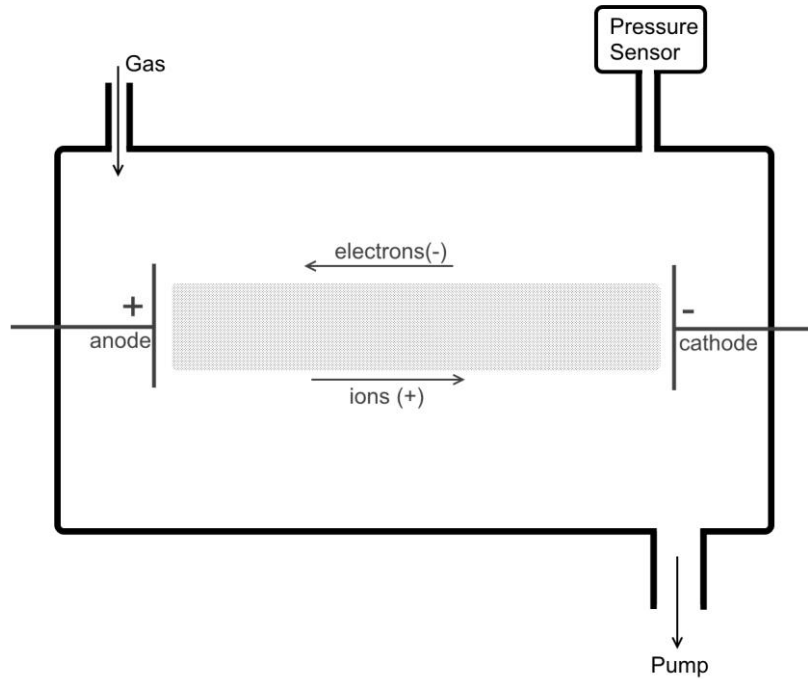 Pressure
Sensor
Gas
electrons(-)
+
-
anode
cathode
ions (+)
Pump